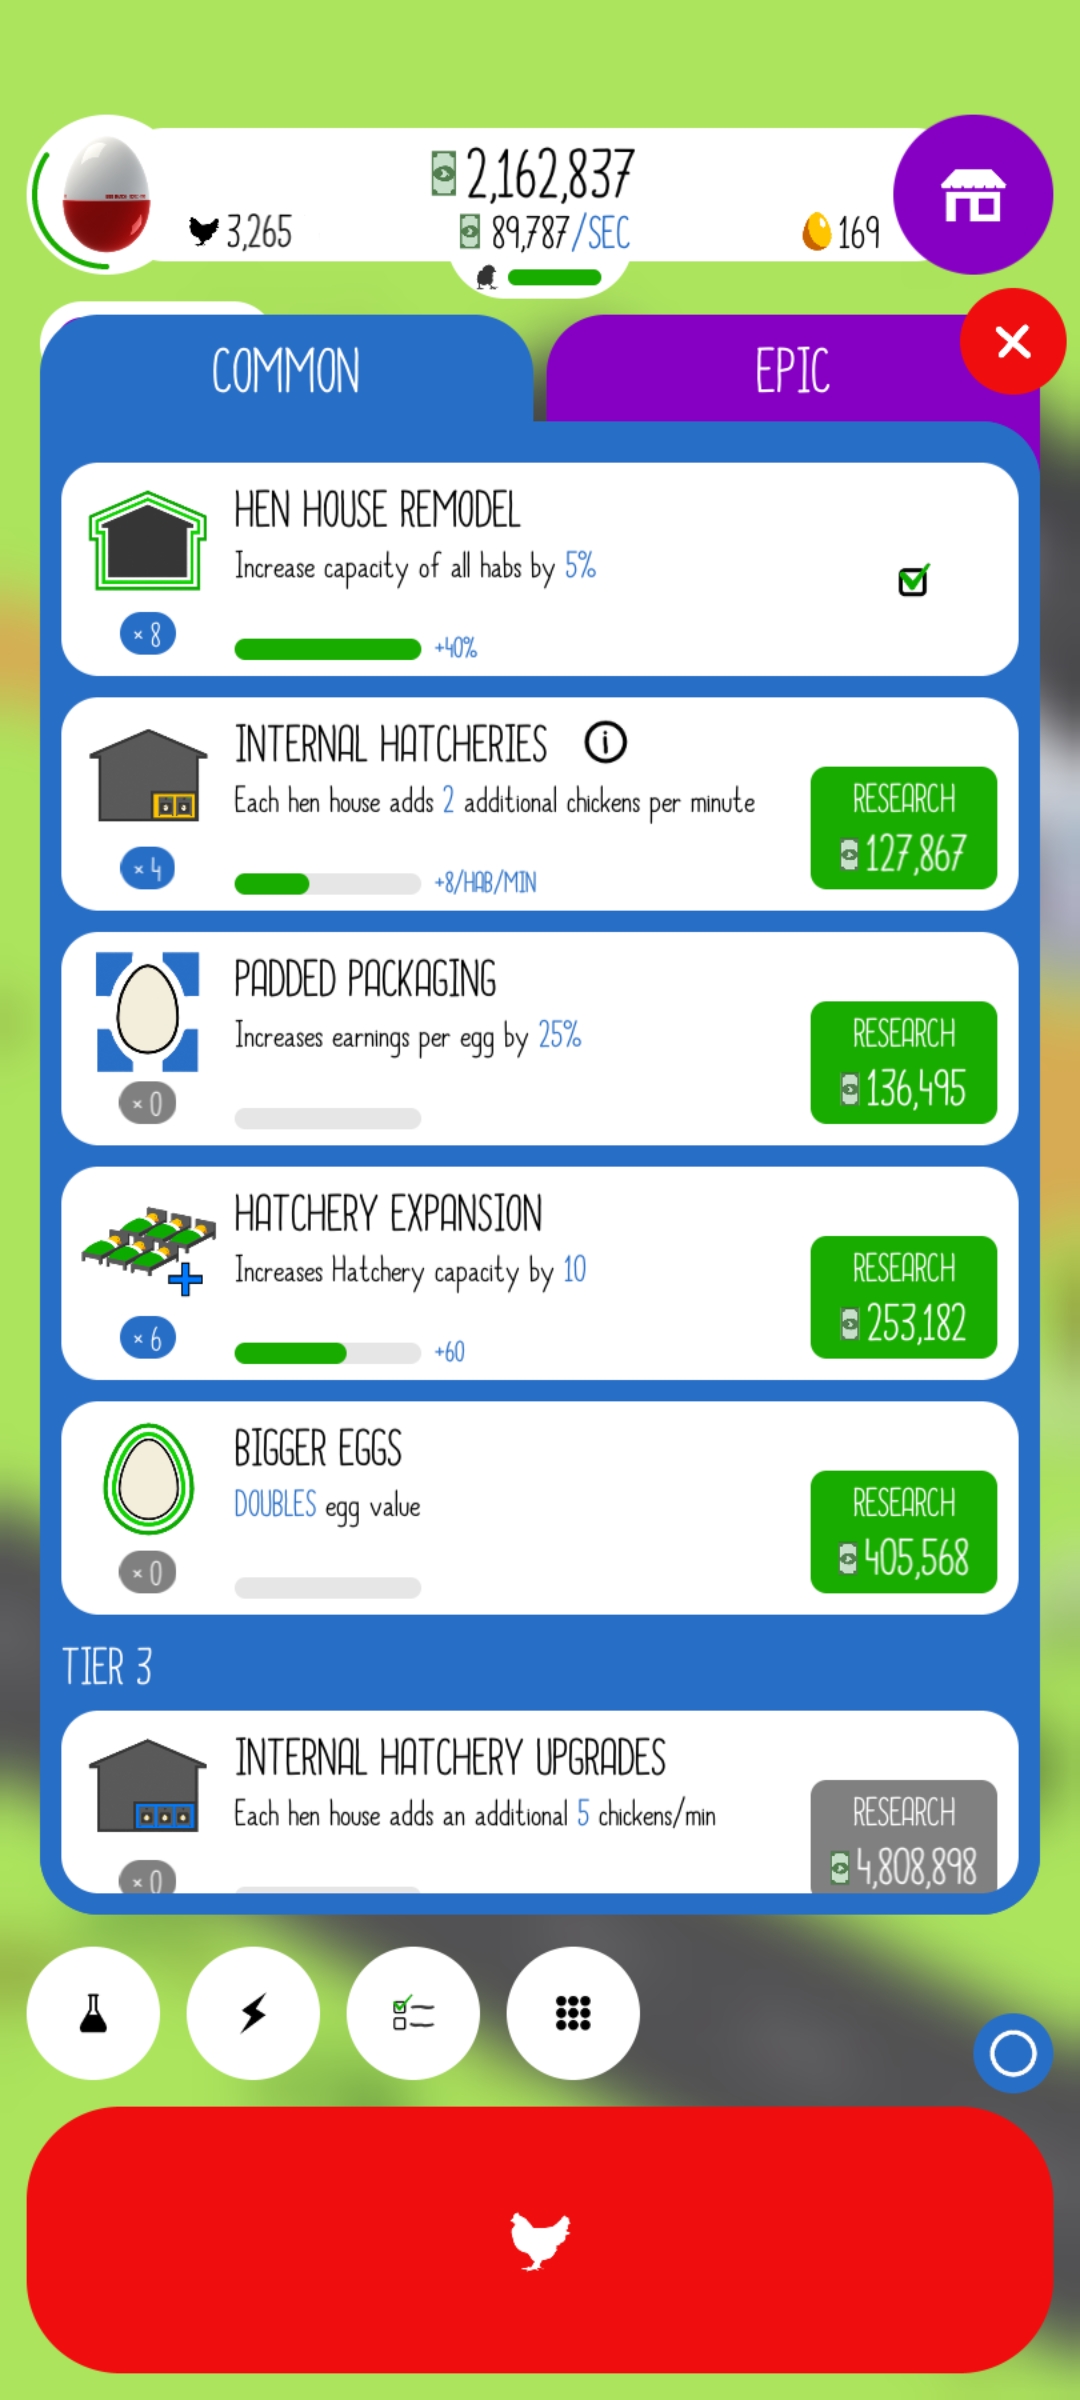 2,162,837
3,265
89,787/SEC
169
COMMON
EPIC
HEN HOUSE REMODEL
Increase capacity of all habs by 5%
× 8
+40%
INTERNAL HATCHERIES
Each hen house adds 2 additional chickens per minute
RESEARCH
127,867
× 4
+8/HAB/MIN
PADDED PACKAGING
Increases earnings per egg by 25%
RESEARCH
136,495
× 0
HATCHERY EXPANSION
Increases Hatchery capacity by 10
RESEARCH
253,182
× 6
+60
BIGGER EGGS
DOUBLES egg value
RESEARCH
405,568
× 0
TIER 3
INTERNAL HATCHERY UPGRADES
Each hen house adds an additional 5 chickens/min
RESEARCH
4,808,898
× 0